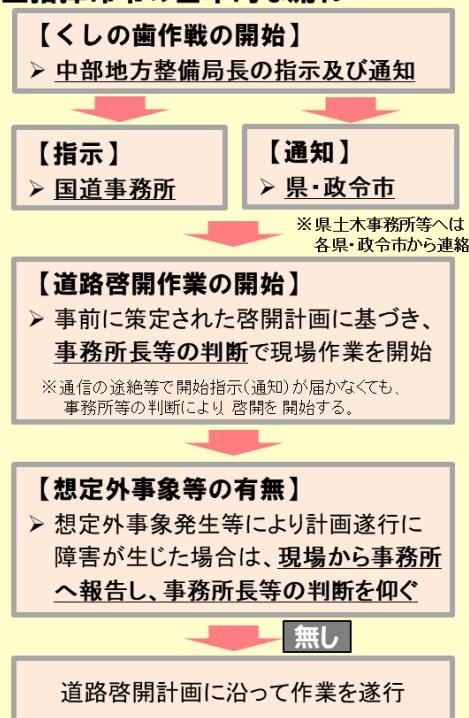 【くしの歯作戦の開始】
➢ 中部地方整備局長の指示及び通知
【指示】
➢ 国道事務所
【通知】
➢ 県・政令市
※県土木事務所等へは
各県・政令市から連絡
【道路啓開作業の開始】
➢ 事前に策定された啓開計画に基づき、
事務所長等の判断で現場作業を開始
※通信の途絶等で開始指示(通知)が届かなくても、
事務所等の判断により 啓開を 開始する。
【想定外事象等の有無】
➢ 想定外事象発生等により計画遂行に
障害が生じた場合は、現場から事務所
へ報告し、事務所長等の判断を仰ぐ
無し
道路啓開計画に沿って作業を遂行